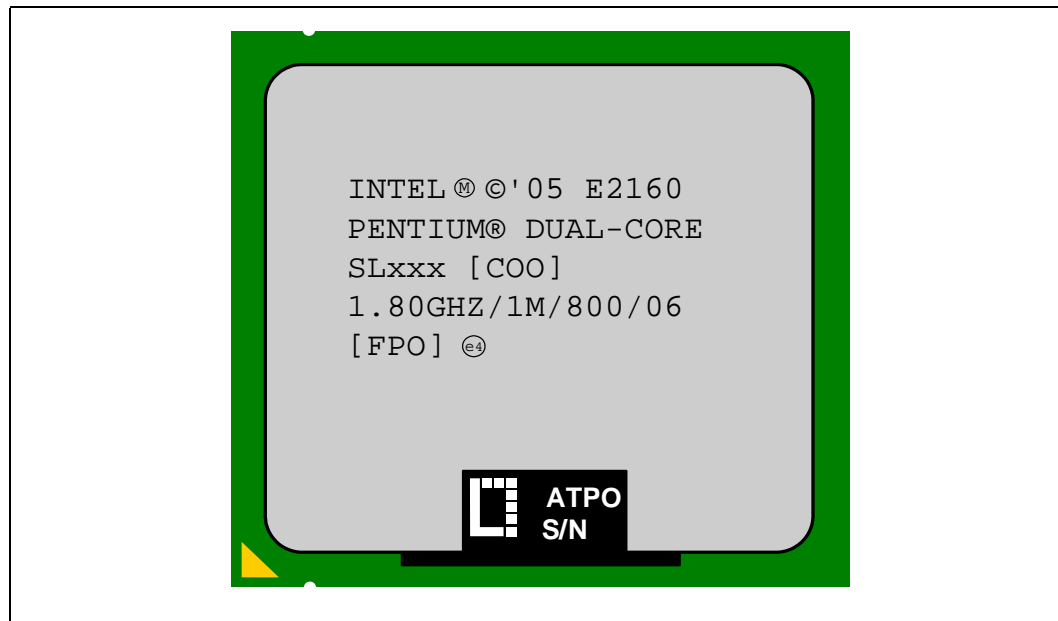 INTEL Ⓜ ©'05 E2160
PENTIUM® DUAL-CORE
SLxxx [COO]
1.80GHZ/1M/800/06
[FPO] e4
ATPO
S/N